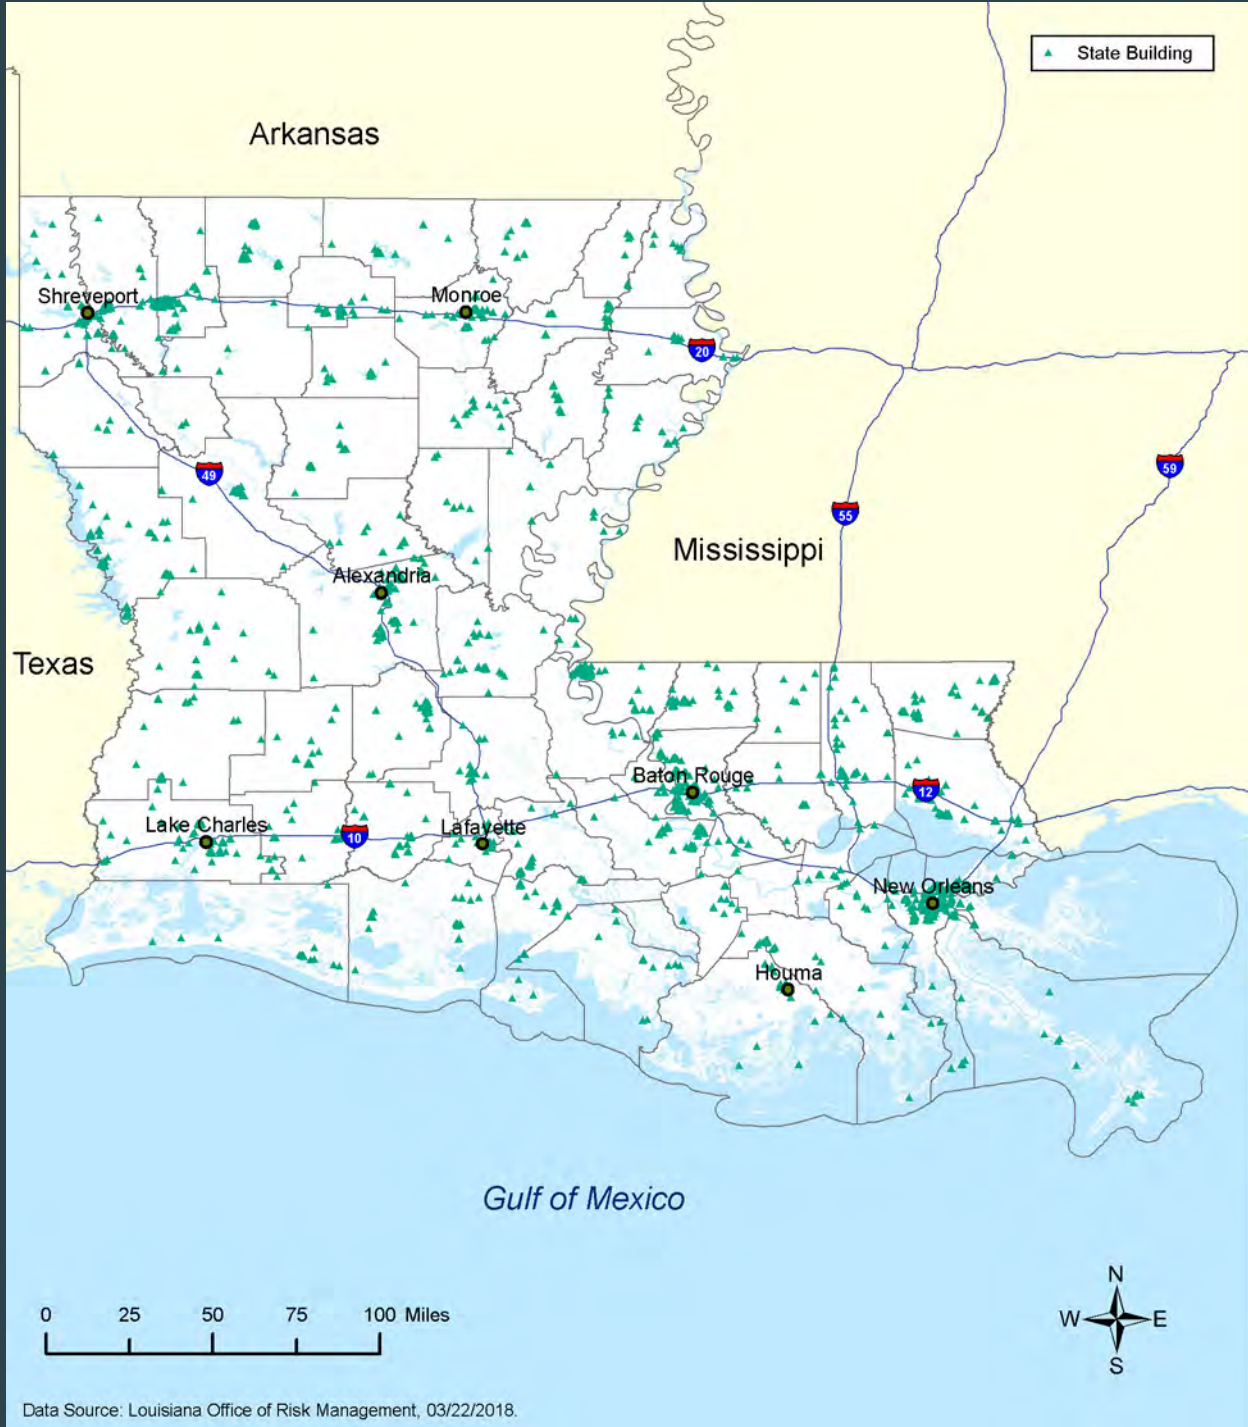 State Building
Arkansas
Shreveport
Monroe
20
49
59
55
Mississippi
Alexandria
Texas
Baton Rouge
12
Lake Charles
10
Lafayette
New Orleans
Houma
Gulf of Mexico
N
W E
S
0 25 50 75 100 Miles
Data Source: Louisiana Office of Risk Management, 03/22/2018.